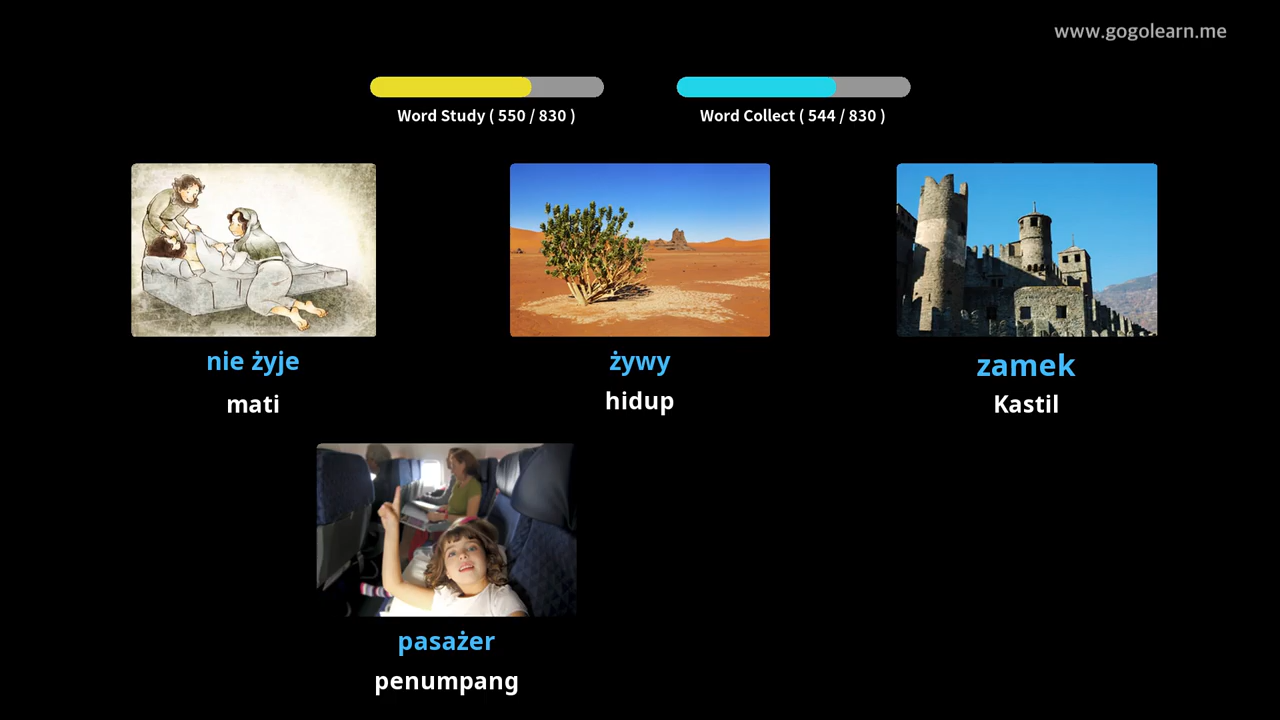 www.gogolearn.me
Word Study ( 550 / 830 )
Word Collect ( 544 / 830 )
nie żyje
mati
żywy
hidup
zamek
Kastil
pasażer
penumpang